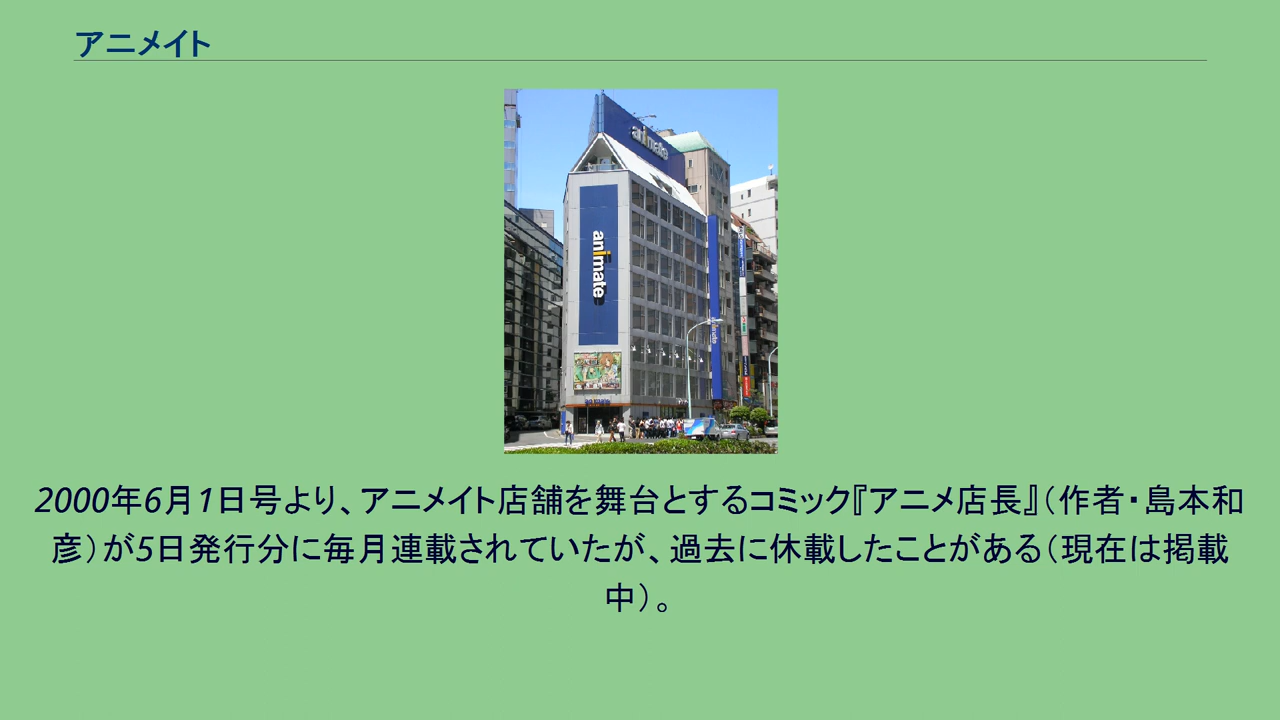 アニメイト
animate
animate
2000年6月1日号より、アニメイト店舗を舞台とするコミック『アニメ店長』（作者・島本和
彦）が5日発行分に毎月連載されていたが、過去に休載したことがある（現在は掲載
中）。